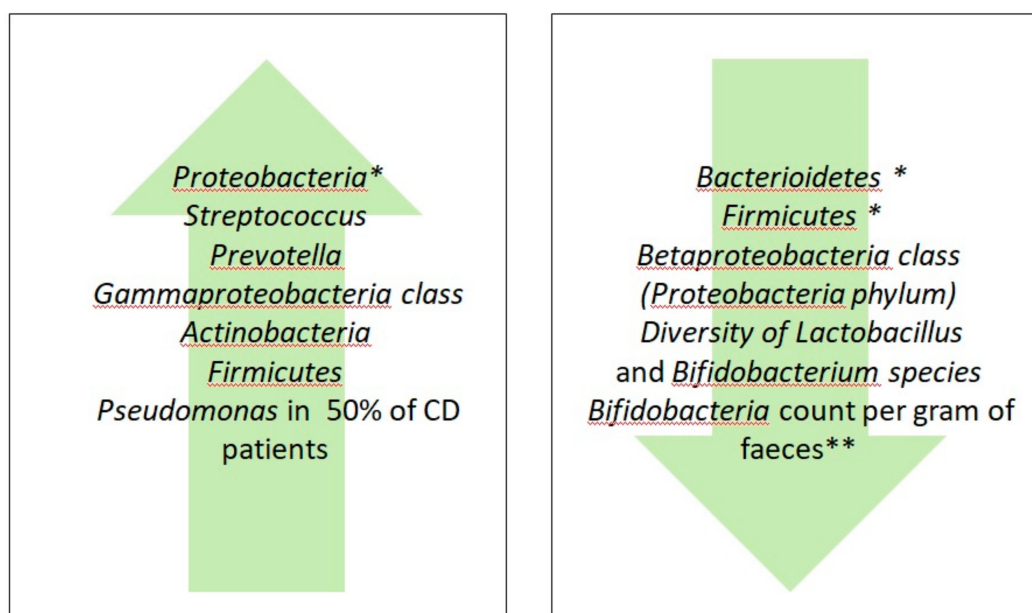 Proteobacteria*
Streptococcus
Prevotella
Gammaproteobacteria class
Actinobacteria
Firmicutes
Pseudomonas in 50% of CD
patients
Bacterioidetes *
Firmicutes *
Betaproteobacteria class
(Proteobacteria phylum)
Diversity of Lactobacillus
and Bifidobacterium species
Bifidobacteria count per gram of
faeces**